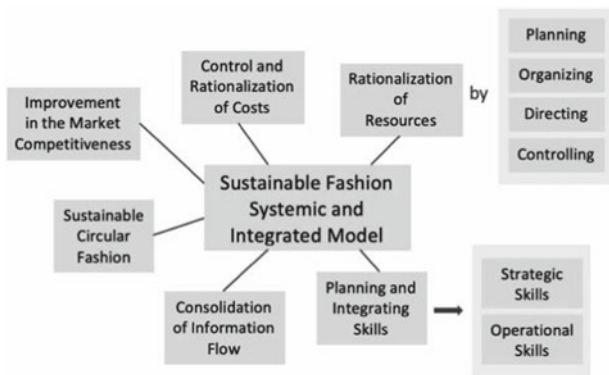 Improvement
in the Market
Competitiveness
Control and
Rationalization
of Costs
Rationalization
of
Resources
by
Planning
Organizing
Directing
Controlling
Sustainable Fashion
Systemic and
Integrated Model
Sustainable
Circular
Fashion
Consolidation
of Information
Flow
Planning and
Integrating
Skills
Strategic
Skills
Operational
Skills